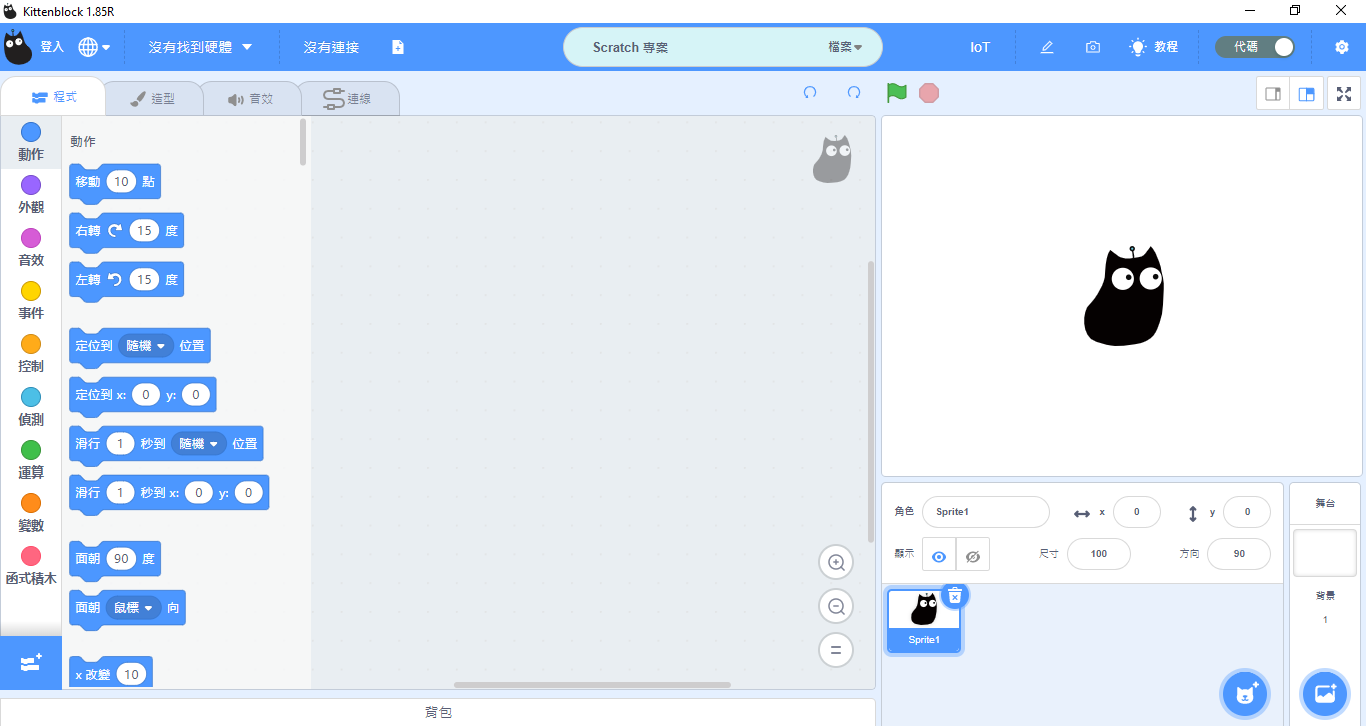 Kittenblock 1.85R
登入 沒有找到硬體 沒有連接 Scratch 專案 檔案 IoT 教程 代碼
程式 造型 音效 連線
動作
外觀
音效
事件
控制
偵測
運算
變數
函式積木
動作
移動 10 點
右轉 15 度
左轉 15 度
定位到 隨機 位置
定位到 x: 0 y: 0
滑行 1 秒到 隨機 位置
滑行 1 秒到 x: 0 y: 0
面朝 90 度
面朝 鼠標 向
x 改變 10
背包
角色 Sprite1 x 0 y 0
顯示 尺寸 100 方向 90
Sprite1
舞台
背景
1